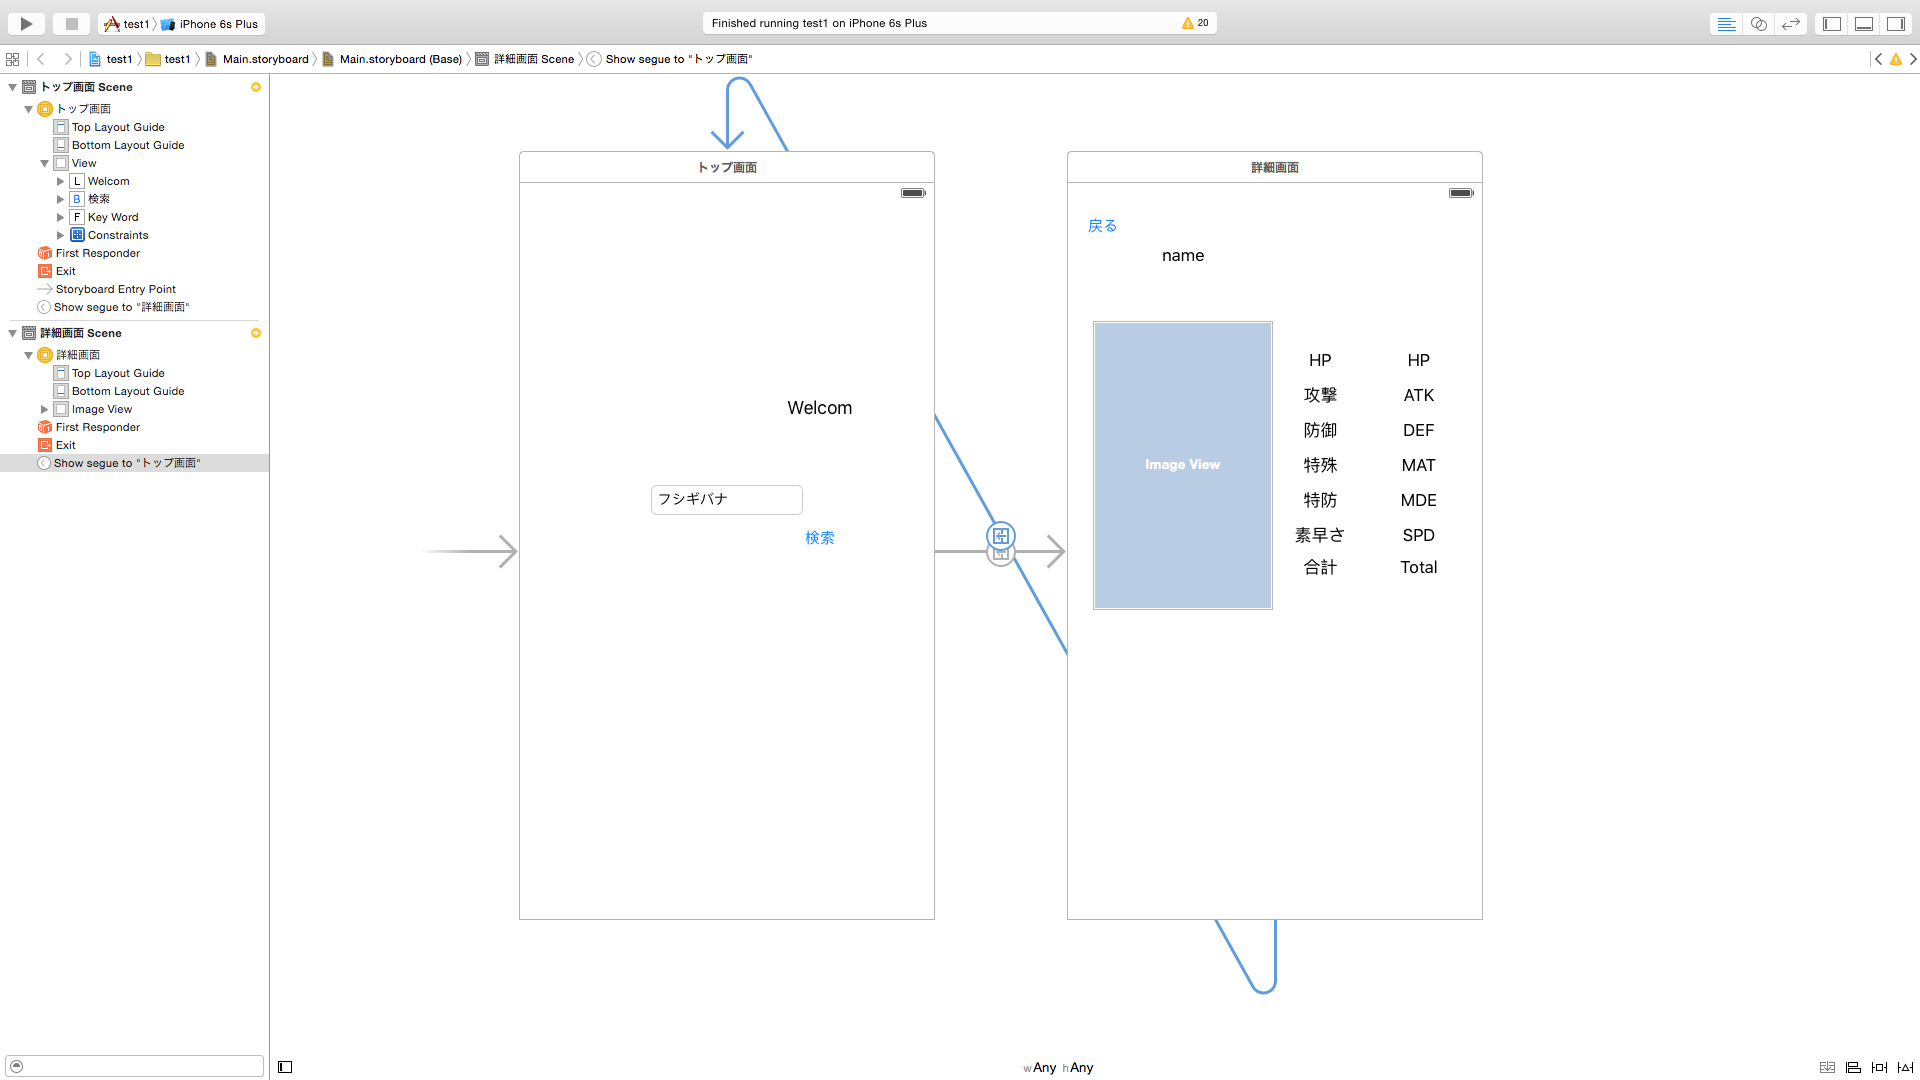 test1 iPhone 6s Plus
Finished running test1 on iPhone 6s Plus 20
test1 test1 Main.storyboard Main.storyboard (Base) 詳細画面 Scene Show segue to "トップ画面"
トップ画面 Scene
トップ画面
Top Layout Guide
Bottom Layout Guide
View
L Welcom
B 検索
F Key Word
Constraints
First Responder
Exit
Storyboard Entry Point
Show segue to "詳細画面"
詳細画面 Scene
詳細画面
Top Layout Guide
Bottom Layout Guide
Image View
First Responder
Exit
Show segue to "トップ画面"
トップ画面
Welcom
フシギバナ
検索
詳細画面
戻る
name
Image View
HP HP
攻撃 ATK
防御 DEF
特殊 MAT
特防 MDE
素早さ SPD
合計 Total
wAny hAny